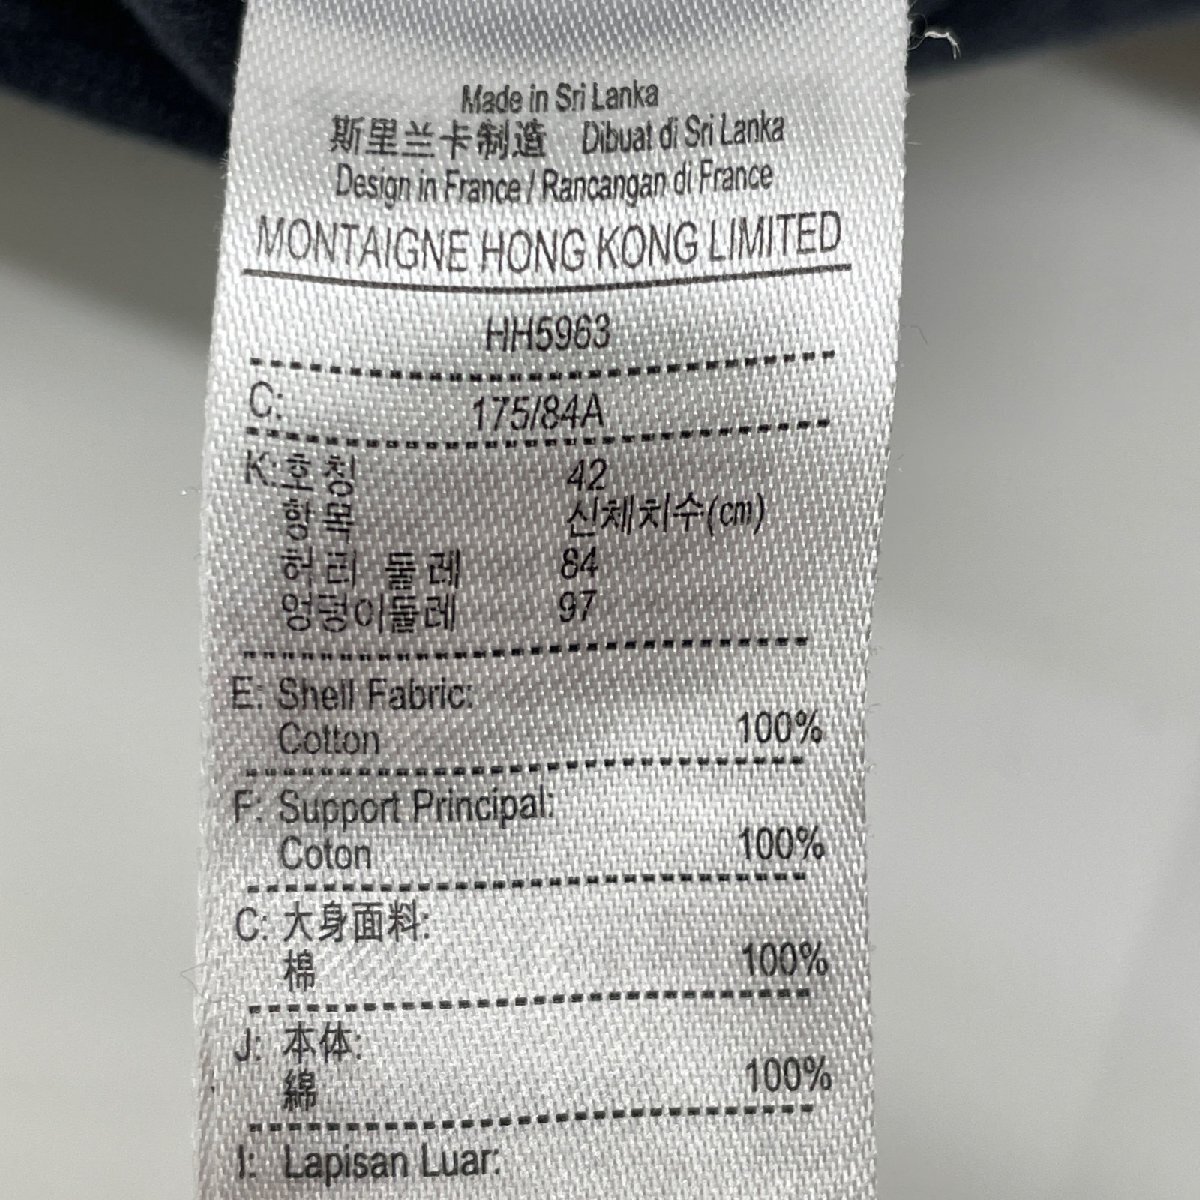 Made in Sri Lanka
斯里兰卡制造 Dibuat di Sri Lanka
Design in France / Rancangan di France
MONTAIGNE HONG KONG LIMITED
HH5963
C: 175/84A
K: 호칭 42
항목 신체치수(cm)
허리둘레 84
엉덩이둘레 97
E: Shell Fabric:
Cotton 100%
F: Support Principal:
Coton 100%
C: 大身面料:
棉 100%
J: 本体:
綿 100%
I: Lapisan Luar: